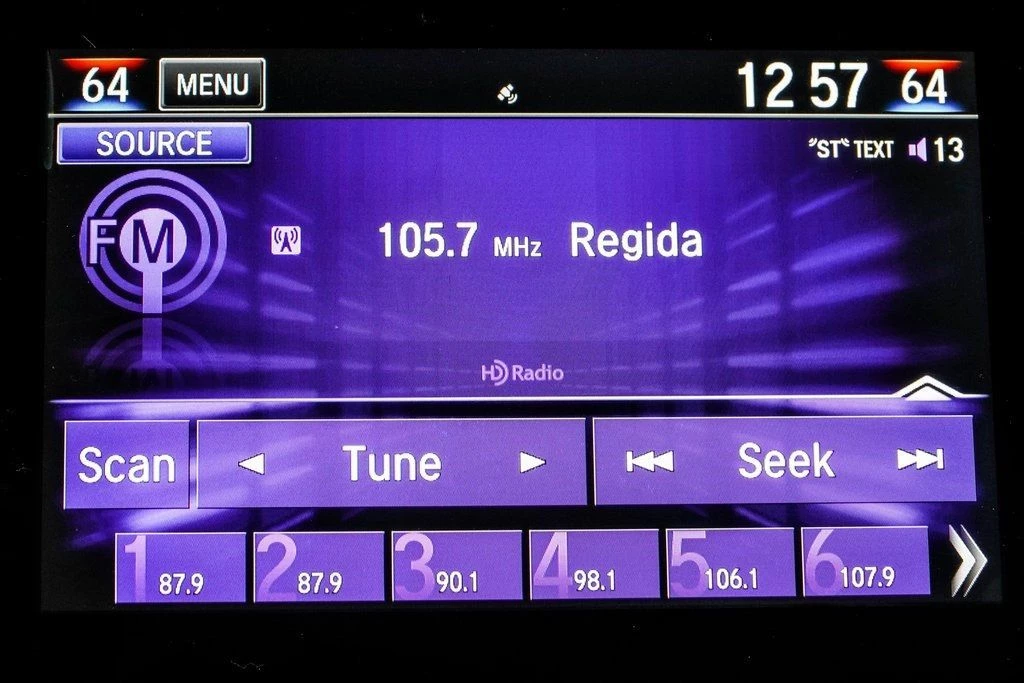 64 MENU 12 57 64
SOURCE "ST" TEXT 13
FM 105.7 MHz Regida
HD Radio
Scan Tune Seek
1 87.9 2 87.9 3 90.1 4 98.1 5 106.1 6 107.9